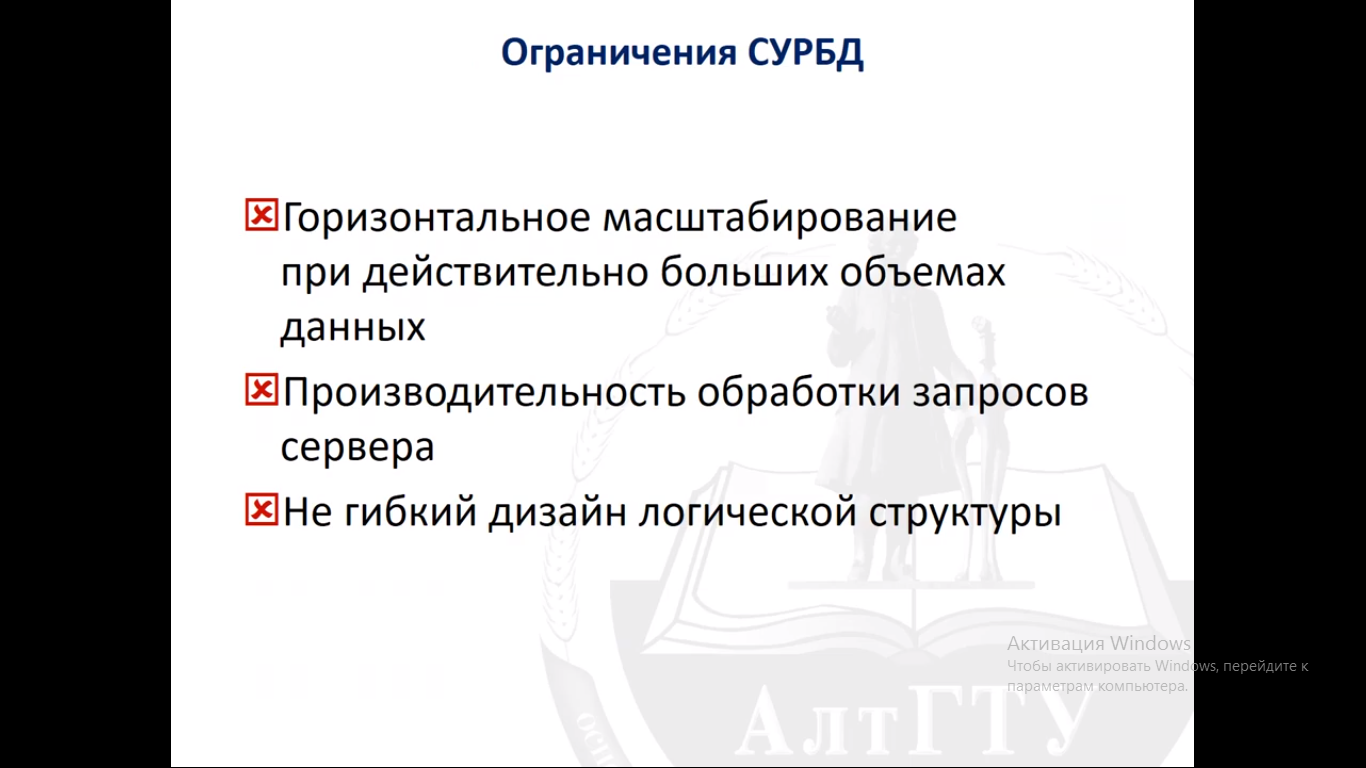 Ограничения СУРБД
Горизонтальное масштабирование
при действительно больших объемах
данных
Производительность обработки запросов
сервера
Не гибкий дизайн логической структуры
Активация Windows
Чтобы активировать Windows, перейдите к
параметрам компьютера.
АлтГТУ